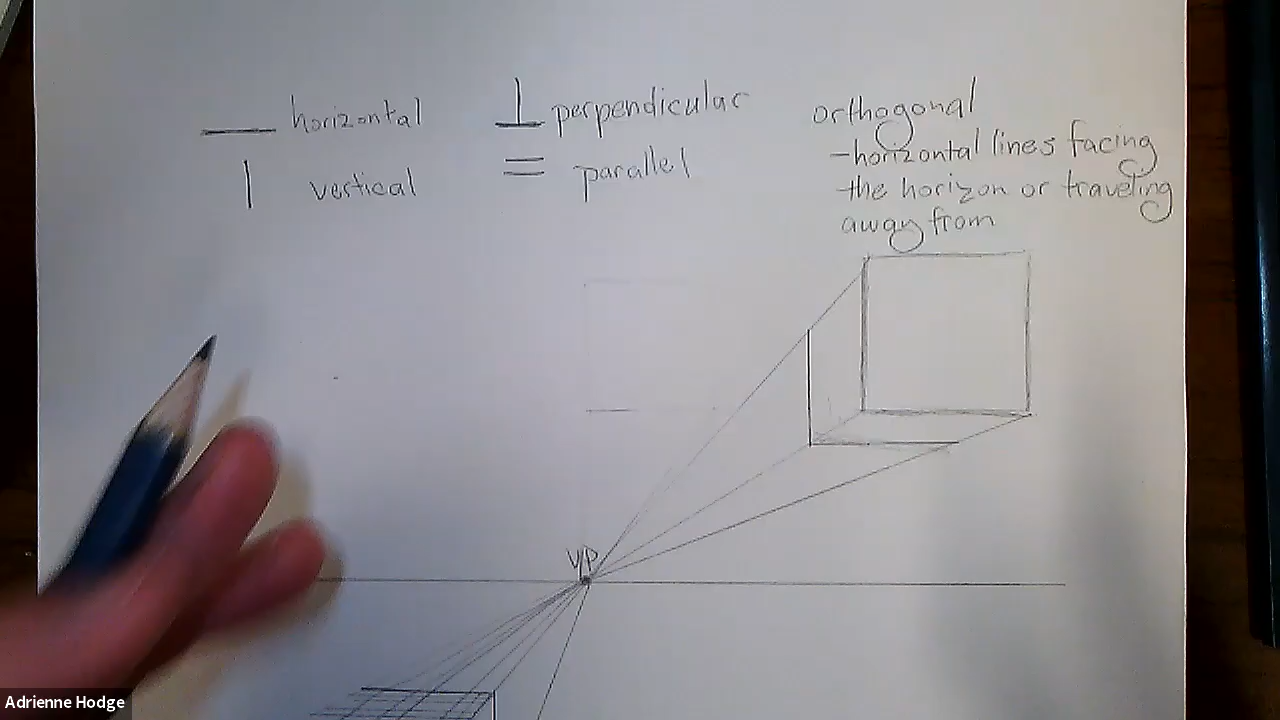 horizontal
vertical
perpendicular
parallel
orthogonal
-horizontal lines facing
the horizon or traveling
away from
VP
Adrienne Hodge